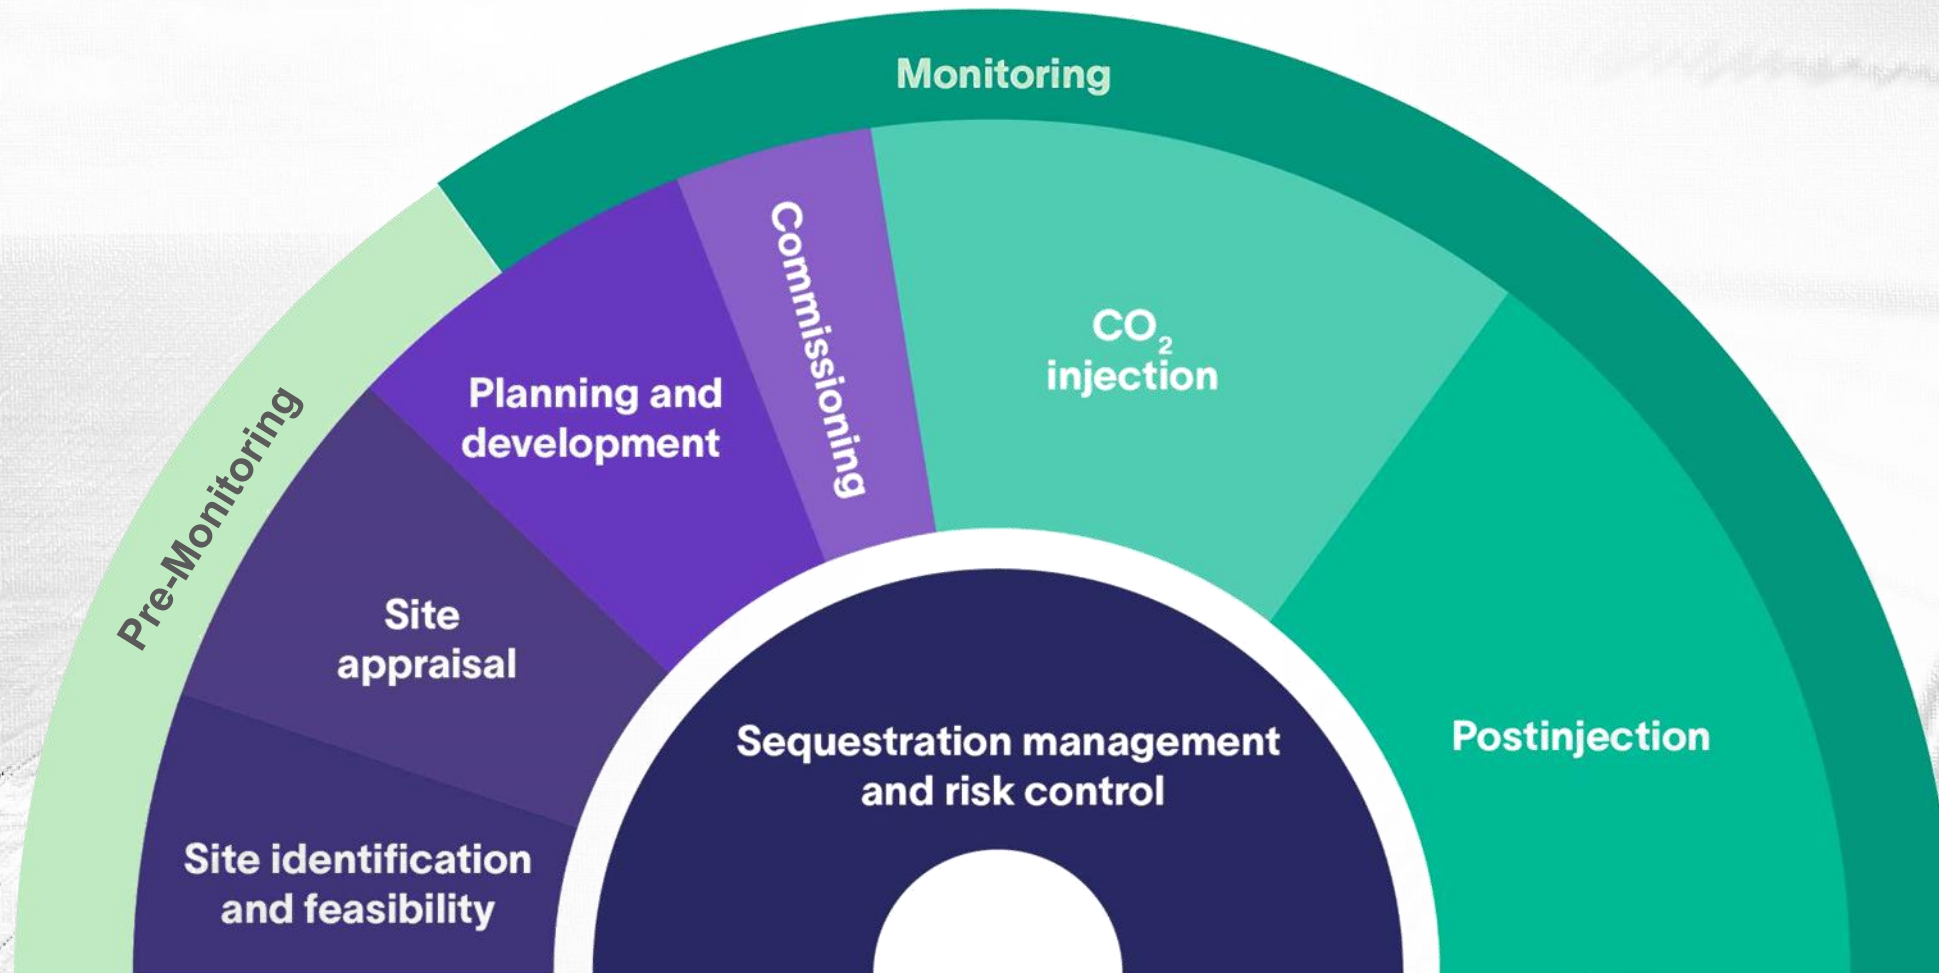 Monitoring
Pre-Monitoring
Site identification
and feasibility
Site
appraisal
Planning and
development
Commissioning
CO₂
injection
Postinjection
Sequestration management
and risk control